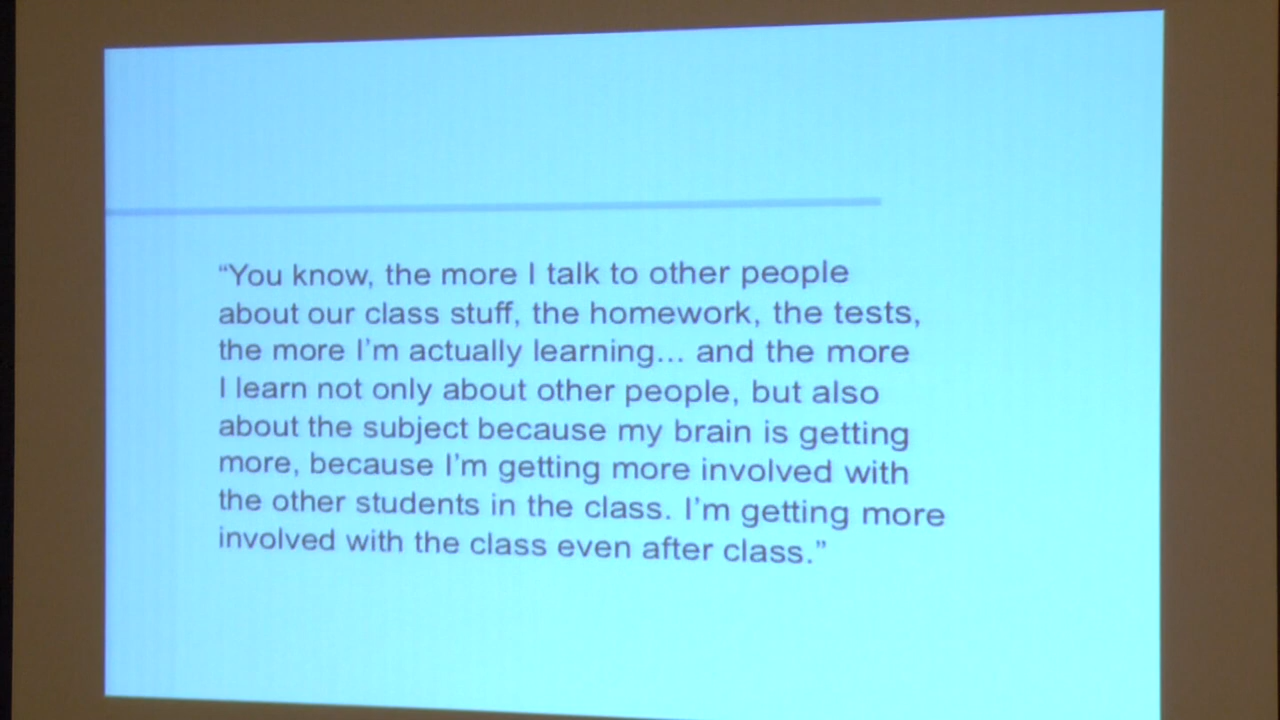 “You know, the more I talk to other people
about our class stuff, the homework, the tests,
the more I’m actually learning... and the more
I learn not only about other people, but also
about the subject because my brain is getting
more, because I’m getting more involved with
the other students in the class. I’m getting more
involved with the class even after class.”